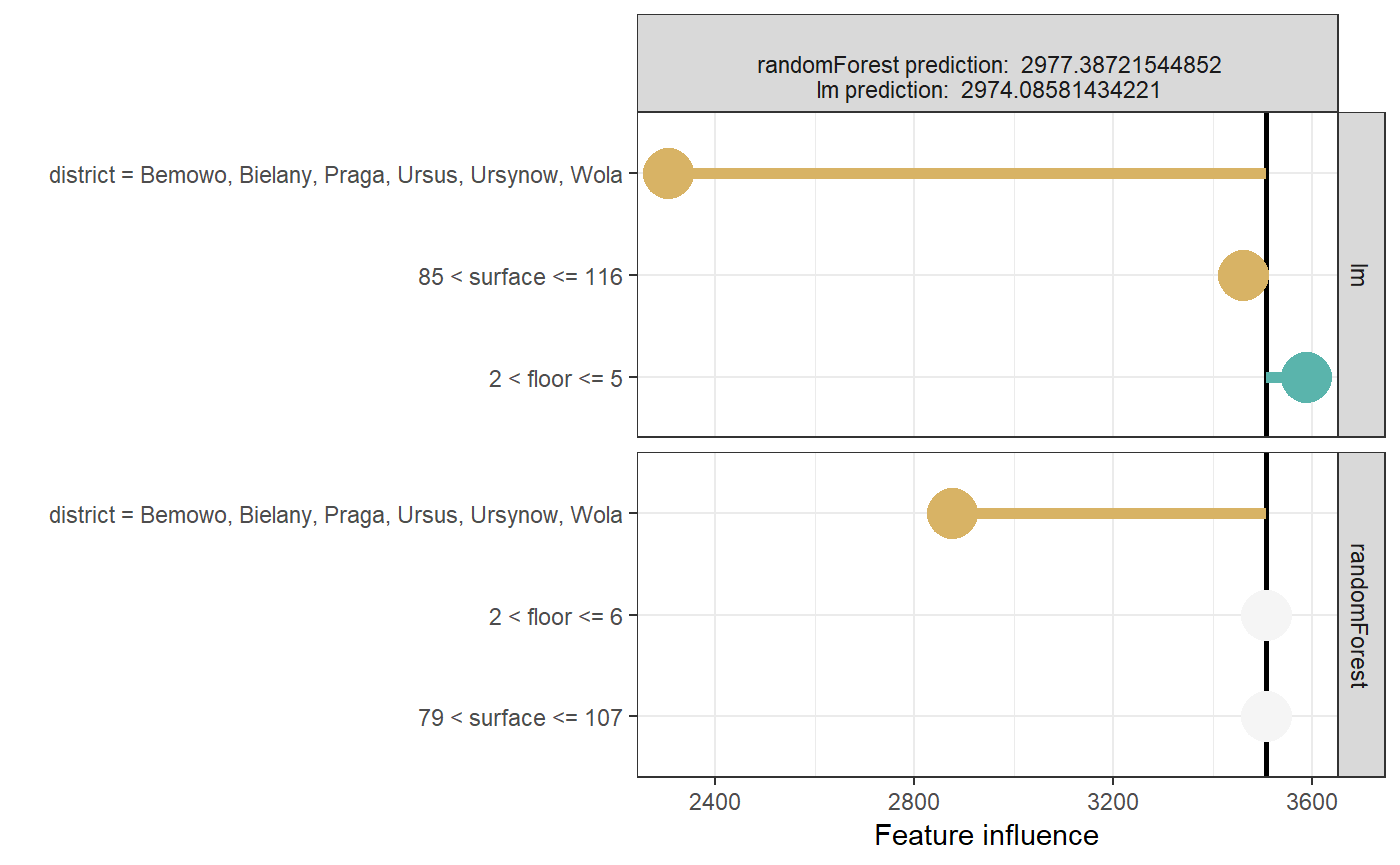 randomForest prediction:  2977.38721544852
lm prediction:  2974.08581434221
district = Bemowo, Bielany, Praga, Ursus, Ursynow, Wola
85 < surface <= 116
2 < floor <= 5
lm
district = Bemowo, Bielany, Praga, Ursus, Ursynow, Wola
2 < floor <= 6
79 < surface <= 107
randomForest
2400 2800 3200 3600
Feature influence